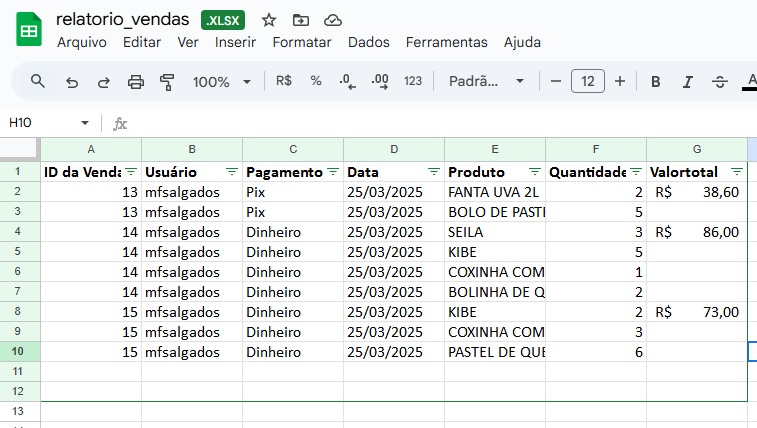 relatorio_vendas .XLSX
Arquivo Editar Ver Inserir Formatar Dados Ferramentas Ajuda
100% R$ % .0 .00 123 Padrã... 12 B I S A
H10 fx
A B C D E F G
1 ID da Venda Usuário Pagamento Data Produto Quantidade Valortotal
2 13 mfsalgados Pix 25/03/2025 FANTA UVA 2L 2 R$ 38,60
3 13 mfsalgados Pix 25/03/2025 BOLO DE PASTI 5
4 14 mfsalgados Dinheiro 25/03/2025 SEILA 3 R$ 86,00
5 14 mfsalgados Dinheiro 25/03/2025 KIBE 5
6 14 mfsalgados Dinheiro 25/03/2025 COXINHA COM 1
7 14 mfsalgados Dinheiro 25/03/2025 BOLINHA DE Q 2
8 15 mfsalgados Dinheiro 25/03/2025 KIBE 2 R$ 73,00
9 15 mfsalgados Dinheiro 25/03/2025 COXINHA COM 3
10 15 mfsalgados Dinheiro 25/03/2025 PASTEL DE QUE 6
11
12
13